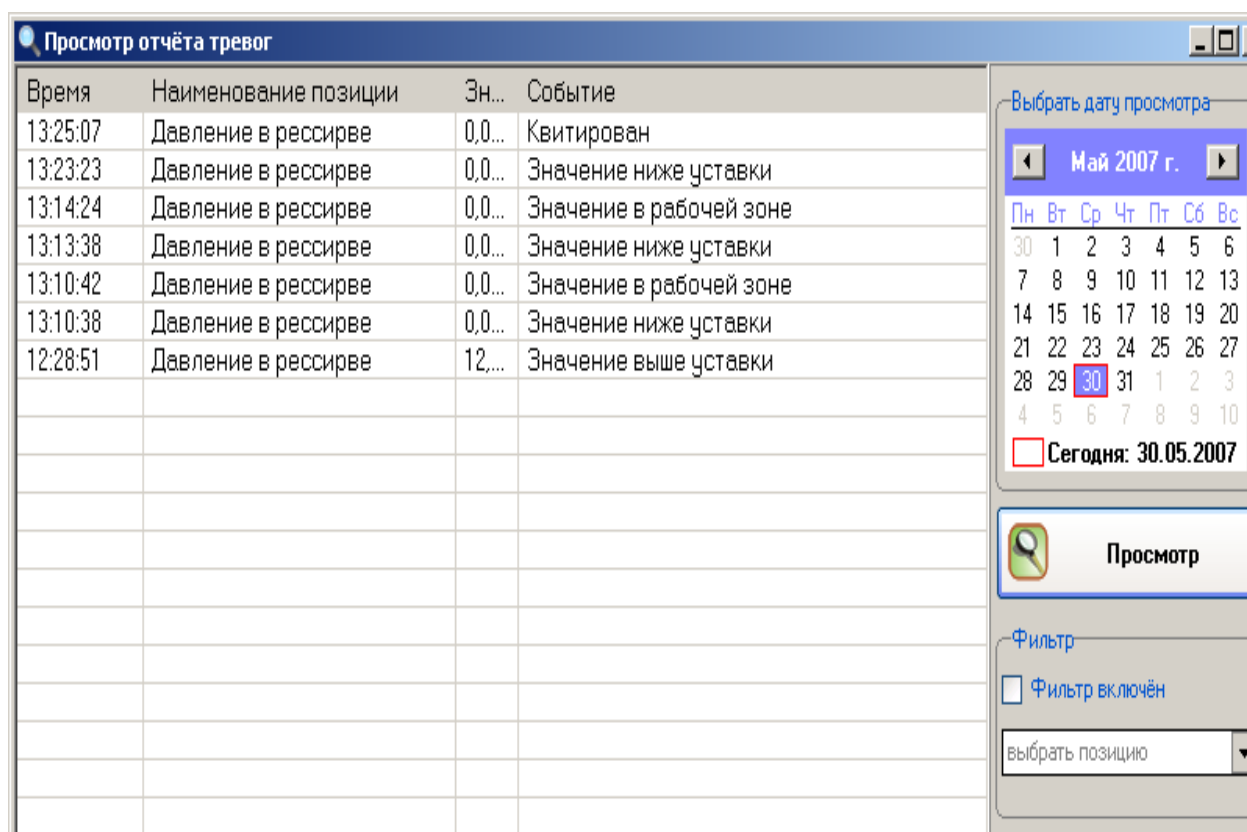 Просмотр отчёта тревог
Время Наименование позиции Зн... Событие
13:25:07 Давление в рессирве 0,0... Квитирован
13:23:23 Давление в рессирве 0,0... Значение ниже уставки
13:14:24 Давление в рессирве 0,0... Значение в рабочей зоне
13:13:38 Давление в рессирве 0,0... Значение ниже уставки
13:10:42 Давление в рессирве 0,0... Значение в рабочей зоне
13:10:38 Давление в рессирве 0,0... Значение ниже уставки
12:28:51 Давление в рессирве 12,... Значение выше уставки
Выбрать дату просмотра
Май 2007 г.
Пн Вт Ср Чт Пт Сб Вс
30 1 2 3 4 5 6
7 8 9 10 11 12 13
14 15 16 17 18 19 20
21 22 23 24 25 26 27
28 29 30 31 1 2 3
4 5 6 7 8 9 10
Сегодня: 30.05.2007
Просмотр
Фильтр
Фильтр включён
выбрать позицию